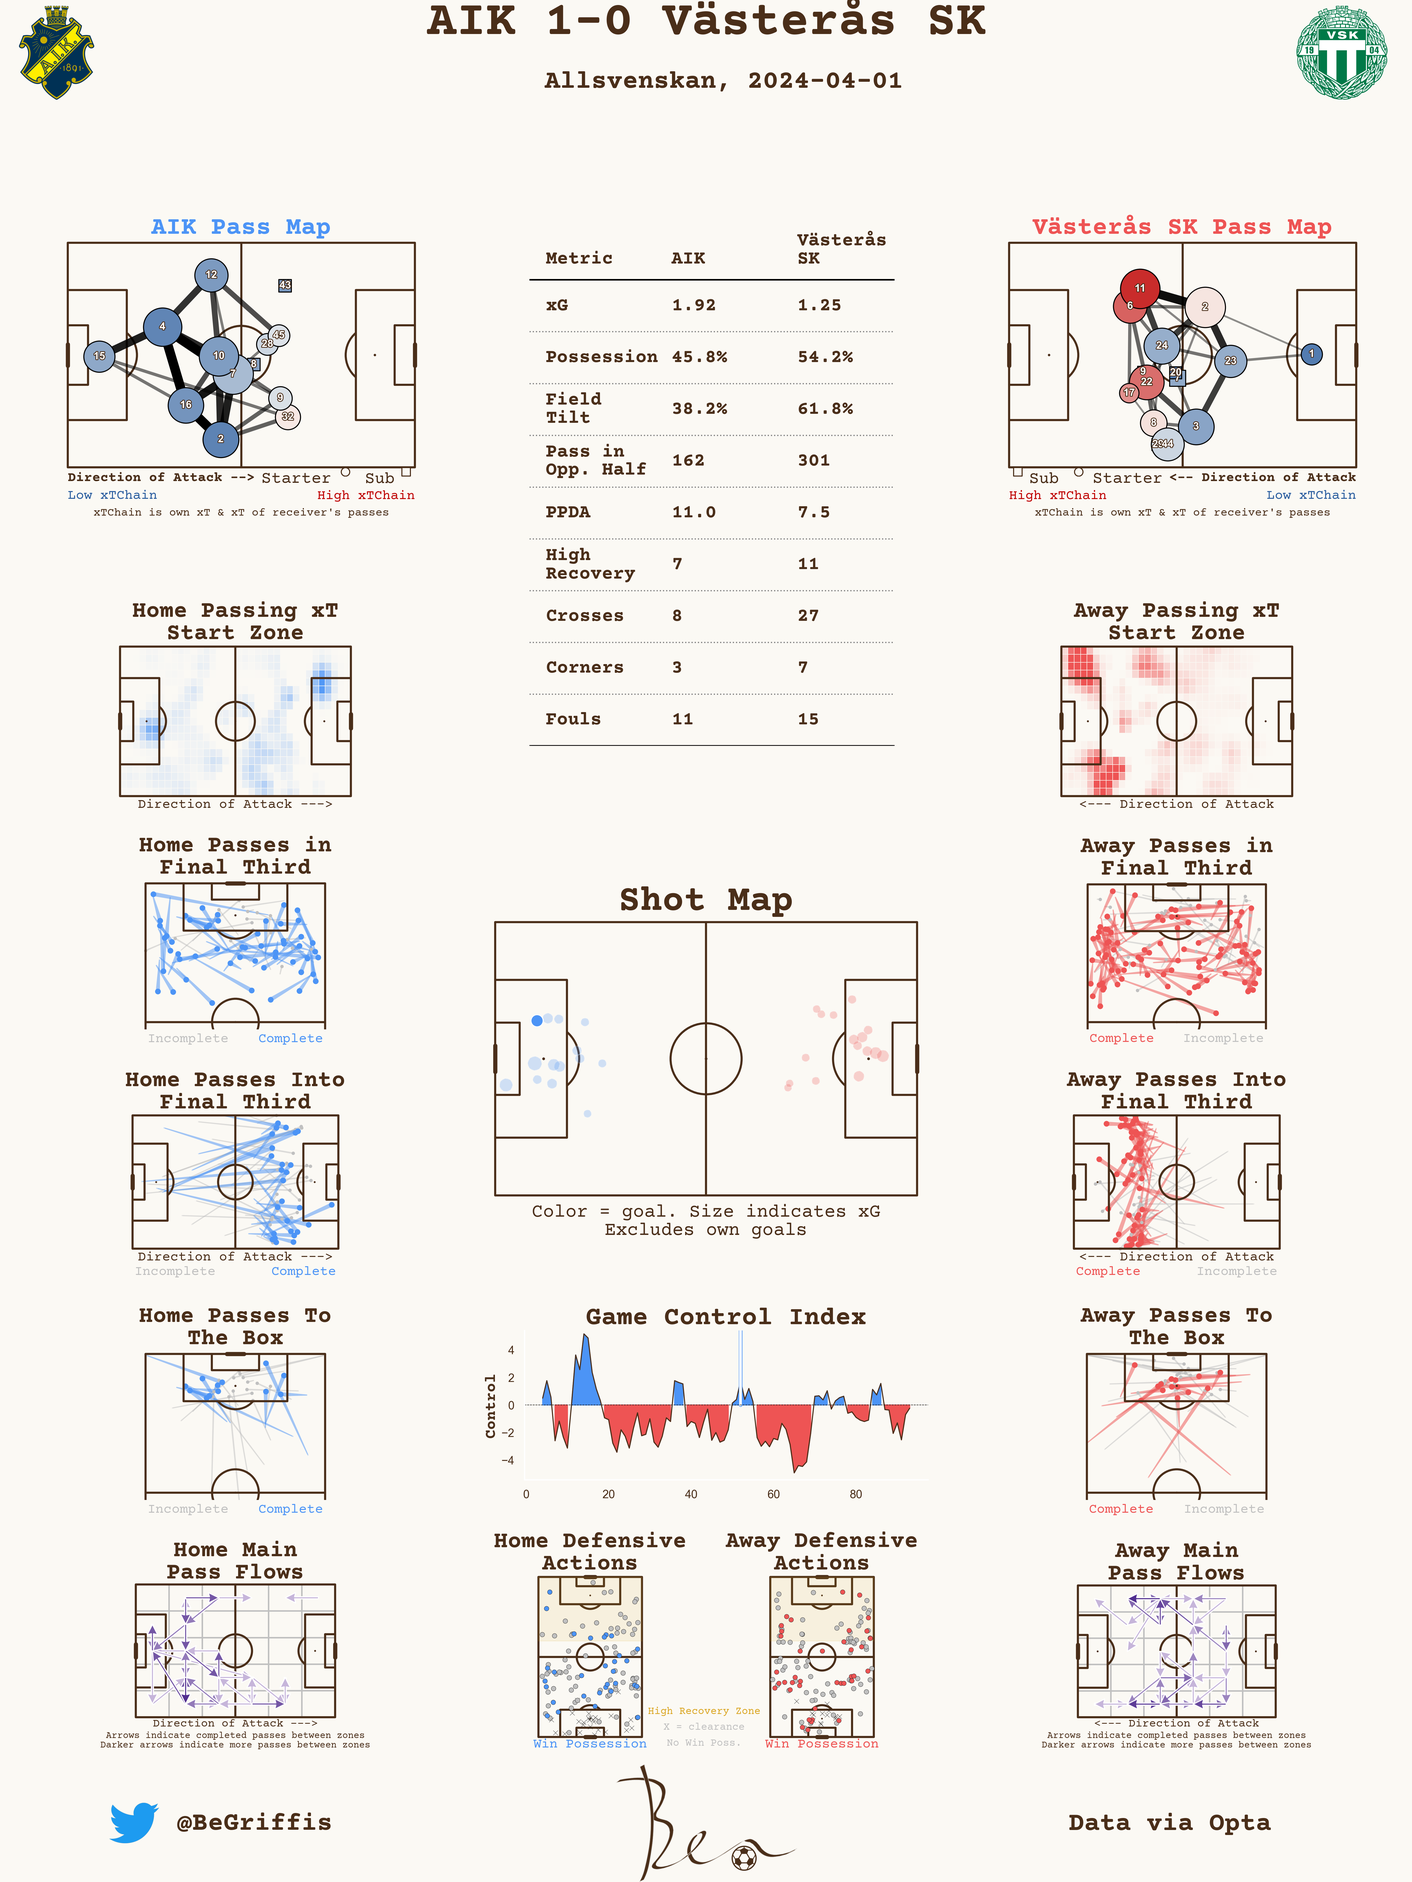 AIK 1-0 Västerås SK
Allsvenskan, 2024-04-01
A.I.K.
1891
VSK
19 04
AIK Pass Map
12
43
4
45
28
15
10
8
7
9
16
32
2
Direction of Attack --> Starter Sub
Low xTChain High xTChain
xTChain is own xT & xT of receiver's passes
Metric AIK Västerås SK
xG 1.92 1.25
Possession 45.8% 54.2%
Field Tilt 38.2% 61.8%
Pass in Opp. Half 162 301
PPDA 11.0 7.5
High Recovery 7 11
Crosses 8 27
Corners 3 7
Fouls 11 15
Västerås SK Pass Map
11
6
2
24
23
1
9
20
22
17
8
3
44
Sub Starter <-- Direction of Attack
High xTChain Low xTChain
xTChain is own xT & xT of receiver's passes
Home Passing xT
Start Zone
Direction of Attack --->
Away Passing xT
Start Zone
<--- Direction of Attack
Home Passes in
Final Third
Incomplete Complete
Away Passes in
Final Third
Complete Incomplete
Shot Map
Color = goal. Size indicates xG
Excludes own goals
Home Passes Into
Final Third
Direction of Attack --->
Incomplete Complete
Away Passes Into
Final Third
<--- Direction of Attack
Complete Incomplete
Home Passes To
The Box
Incomplete Complete
Game Control Index
Control
4
2
0
−2
−4
0 20 40 60 80
Away Passes To
The Box
Complete Incomplete
Home Main
Pass Flows
Direction of Attack --->
Arrows indicate completed passes between zones
Darker arrows indicate more passes between zones
Home Defensive
Actions
Win Possession
Away Defensive
Actions
Win Possession
High Recovery Zone
X = clearance
No Win Poss.
Away Main
Pass Flows
<--- Direction of Attack
Arrows indicate completed passes between zones
Darker arrows indicate more passes between zones
@BeGriffis
Ben
Data via Opta